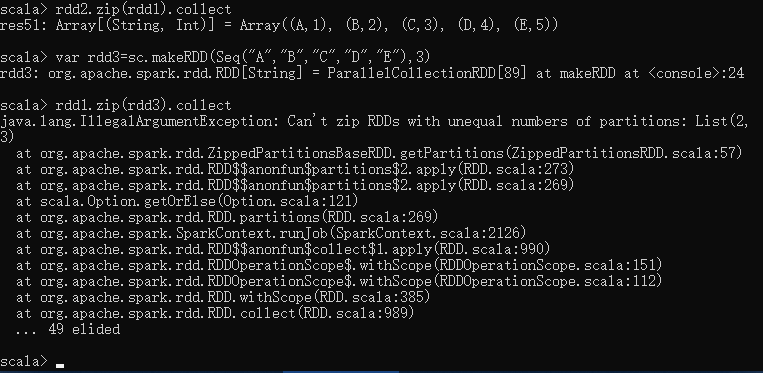 scala> rdd2.zip(rdd1).collect
res51: Array[(String, Int)] = Array((A,1), (B,2), (C,3), (D,4), (E,5))
scala> var rdd3=sc.makeRDD(Seq("A","B","C","D","E"),3)
rdd3: org.apache.spark.rdd.RDD[String] = ParallelCollectionRDD[89] at makeRDD at <console>:24
scala> rdd1.zip(rdd3).collect
java.lang.IllegalArgumentException: Can't zip RDDs with unequal numbers of partitions: List(2,
3)
at org.apache.spark.rdd.ZippedPartitionsBaseRDD.getPartitions(ZippedPartitionsRDD.scala:57)
at org.apache.spark.rdd.RDD$$anonfun$partitions$2.apply(RDD.scala:273)
at org.apache.spark.rdd.RDD$$anonfun$partitions$2.apply(RDD.scala:269)
at scala.Option.getOrElse(Option.scala:121)
at org.apache.spark.rdd.RDD.partitions(RDD.scala:269)
at org.apache.spark.SparkContext.runJob(SparkContext.scala:2126)
at org.apache.spark.rdd.RDD$$anonfun$collect$1.apply(RDD.scala:990)
at org.apache.spark.rdd.RDDOperationScope$.withScope(RDDOperationScope.scala:151)
at org.apache.spark.rdd.RDDOperationScope$.withScope(RDDOperationScope.scala:112)
at org.apache.spark.rdd.RDD.withScope(RDD.scala:385)
at org.apache.spark.rdd.RDD.collect(RDD.scala:989)
... 49 elided
scala>